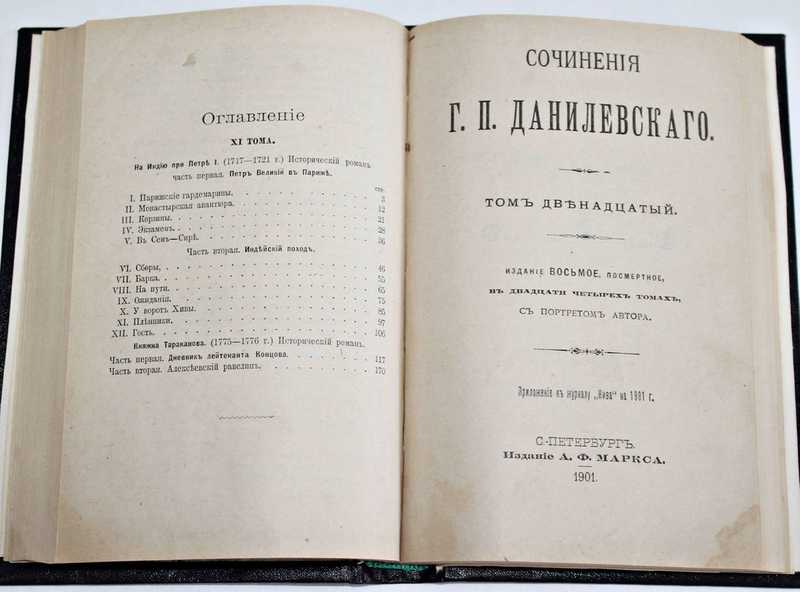 Оглавленіе
XI ТОМА.
На Индію при Петрѣ I. (1717—1721 г.) Историческій романъ
часть первая. Петръ Великій въ Парижѣ.
стр.
I. Парижскіе гардемарины. 3
II. Монастырская авантюра. 12
III. Корзины. 21
IV. Экзаменъ. 28
V. Въ Сенъ—Сирѣ. 36
Часть вторая. Индѣйскій походъ.
VI. Сборы. 46
VII. Барка. 55
VIII. На пути. 65
IX. Ожиданія. 75
X. У воротъ Хивы. 85
XI. Плѣнники. 97
XII. Гость. 106
Княжна Тараканова. (1775—1776 г.) Историческій романъ.
Часть первая. Дневникъ лейтенанта Концова. 117
Часть вторая. Алексѣевскій равелинъ. 170
СОЧИНЕНІЯ
Г. П. ДАНИЛЕВСКАГО.
ТОМЪ ДВѢНАДЦАТЫЙ.
ИЗДАНІЕ ВОСЬМОЕ, ПОСМЕРТНОЕ,
ВЪ ДВАДЦАТИ ЧЕТЫРЕХЪ ТОМАХЪ,
СЪ ПОРТРЕТОМЪ АВТОРА.
Приложеніе къ журналу „Нива" на 1901 г.
С.-ПЕТЕРБУРГЪ.
Изданіе А. Ф. МАРКСА.
1901.